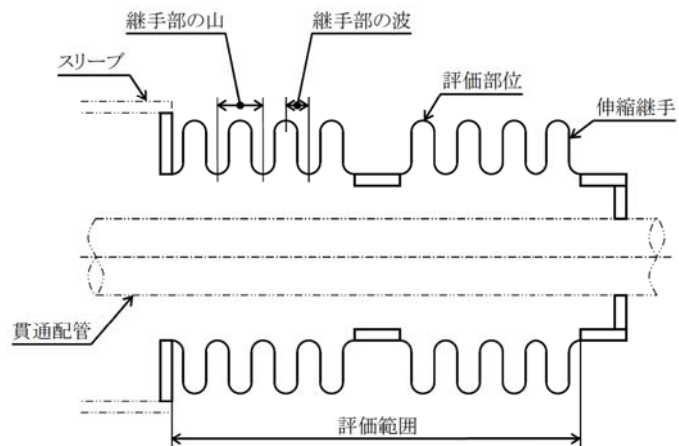 継手部の山
継手部の波
スリーブ
評価部位
伸縮継手
貫通配管
評価範囲